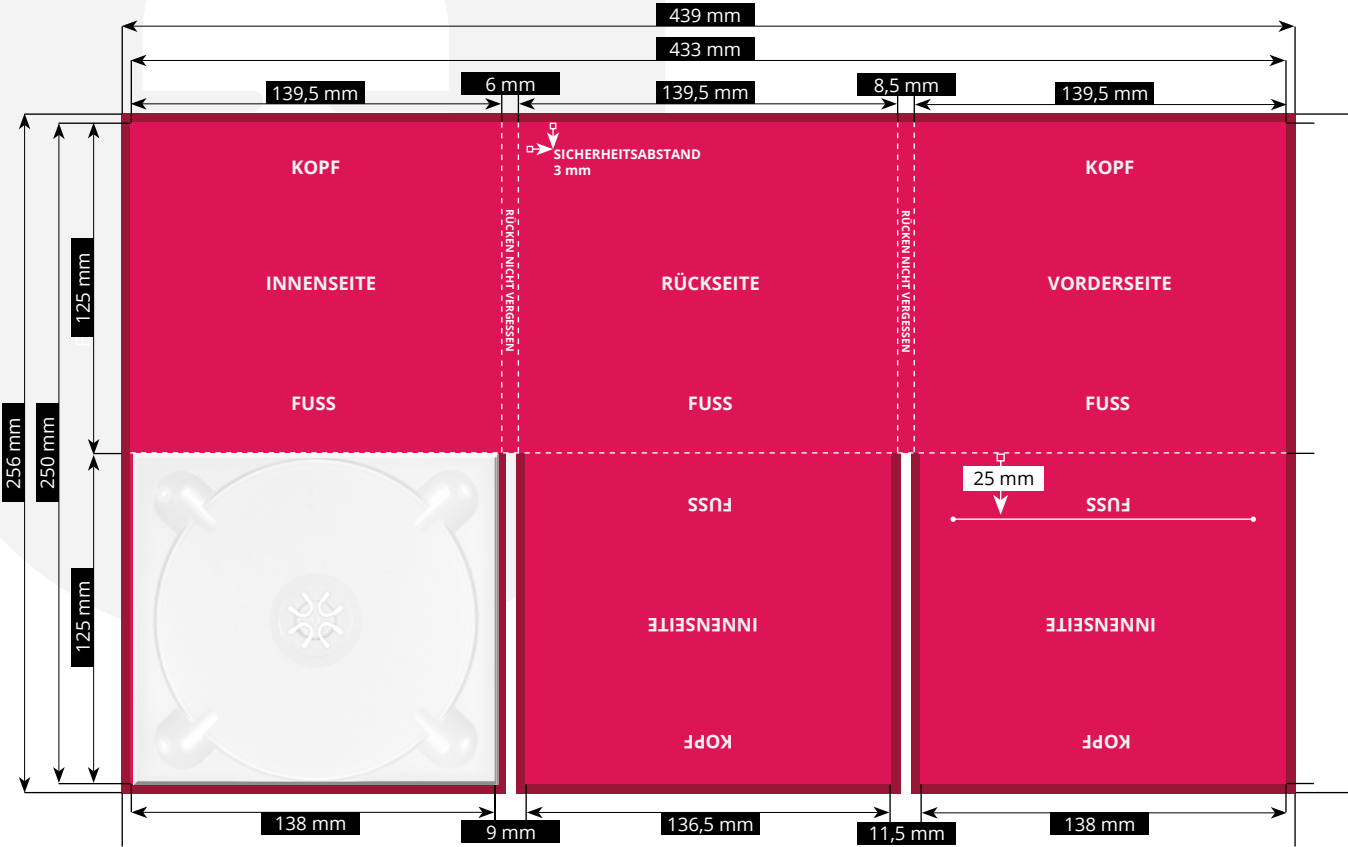 439 mm
433 mm
139,5 mm
6 mm
139,5 mm
8,5 mm
139,5 mm
SICHERHEITSABSTAND
3 mm
KOPF
KOPF
RÜCKEN NICHT VERGESSEN
RÜCKEN NICHT VERGESSEN
125 mm
INNENSEITE
RÜCKSEITE
VORDERSEITE
FUSS
FUSS
FUSS
256 mm
250 mm
25 mm
FUSS
FUSS
125 mm
INNENSEITE
INNENSEITE
KOPF
KOPF
138 mm
9 mm
136,5 mm
11,5 mm
138 mm